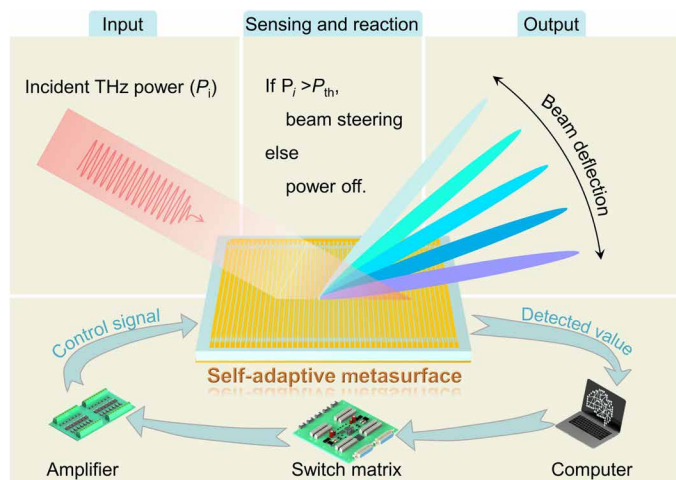 Input
Sensing and reaction
Output
Incident THz power (Pi)
If Pi >Pth,
beam steering
else
power off.
Beam deflection
Control signal
Detected value
Self-adaptive metasurface
Amplifier
Switch matrix
Computer